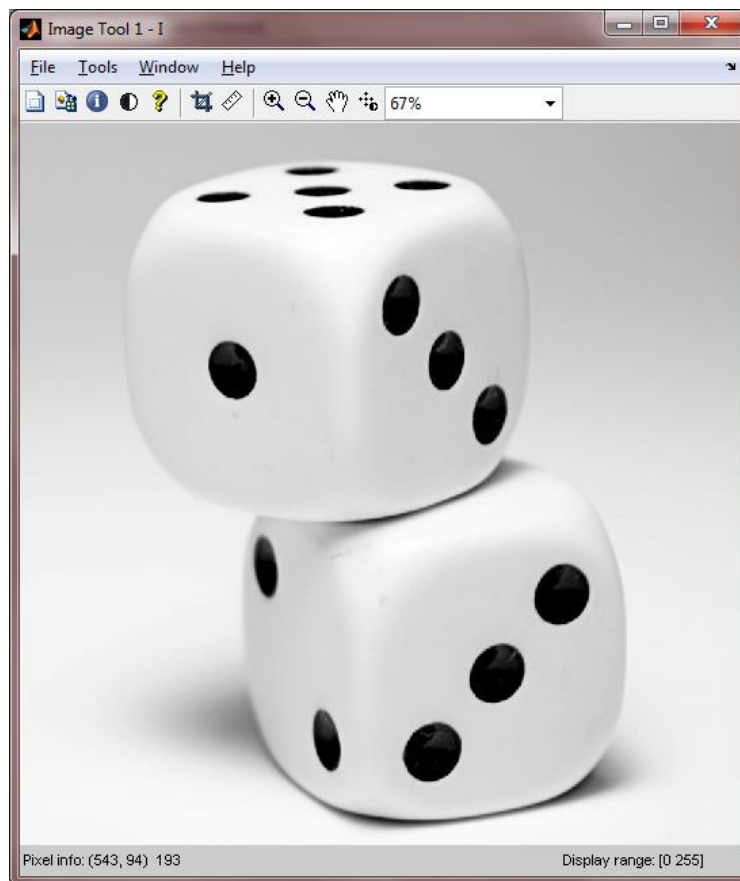 Image Tool 1 - I
File Tools Window Help
67%
Pixel info: (543, 94) 193 Display range: [0 255]